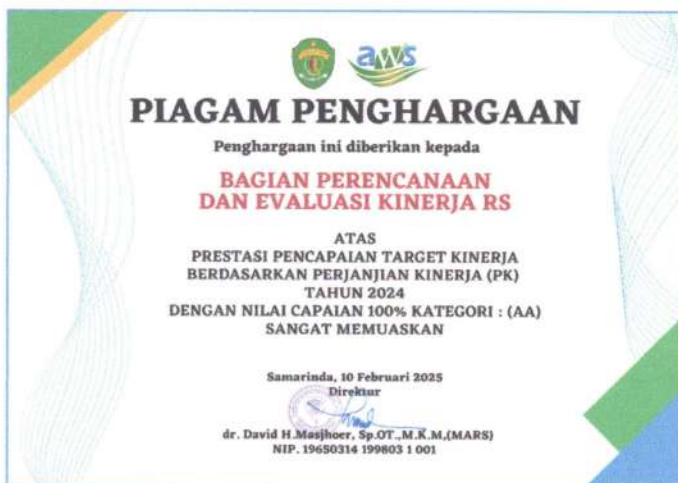 aws
PIAGAM PENGHARGAAN
Penghargaan ini diberikan kepada
BAGIAN PERENCANAAN
DAN EVALUASI KINERJA RS
ATAS
PRESTASI PENCAPAIAN TARGET KINERJA
BERDASARKAN PERJANJIAN KINERJA (PK)
TAHUN 2024
DENGAN NILAI CAPAIAN 100% KATEGORI : (AA)
SANGAT MEMUASKAN
Samarinda, 10 Februari 2025
Direktur
dr. David H.Masjhoer, Sp.OT.,M.K.M,(MARS)
NIP. 19650314 199803 1 001